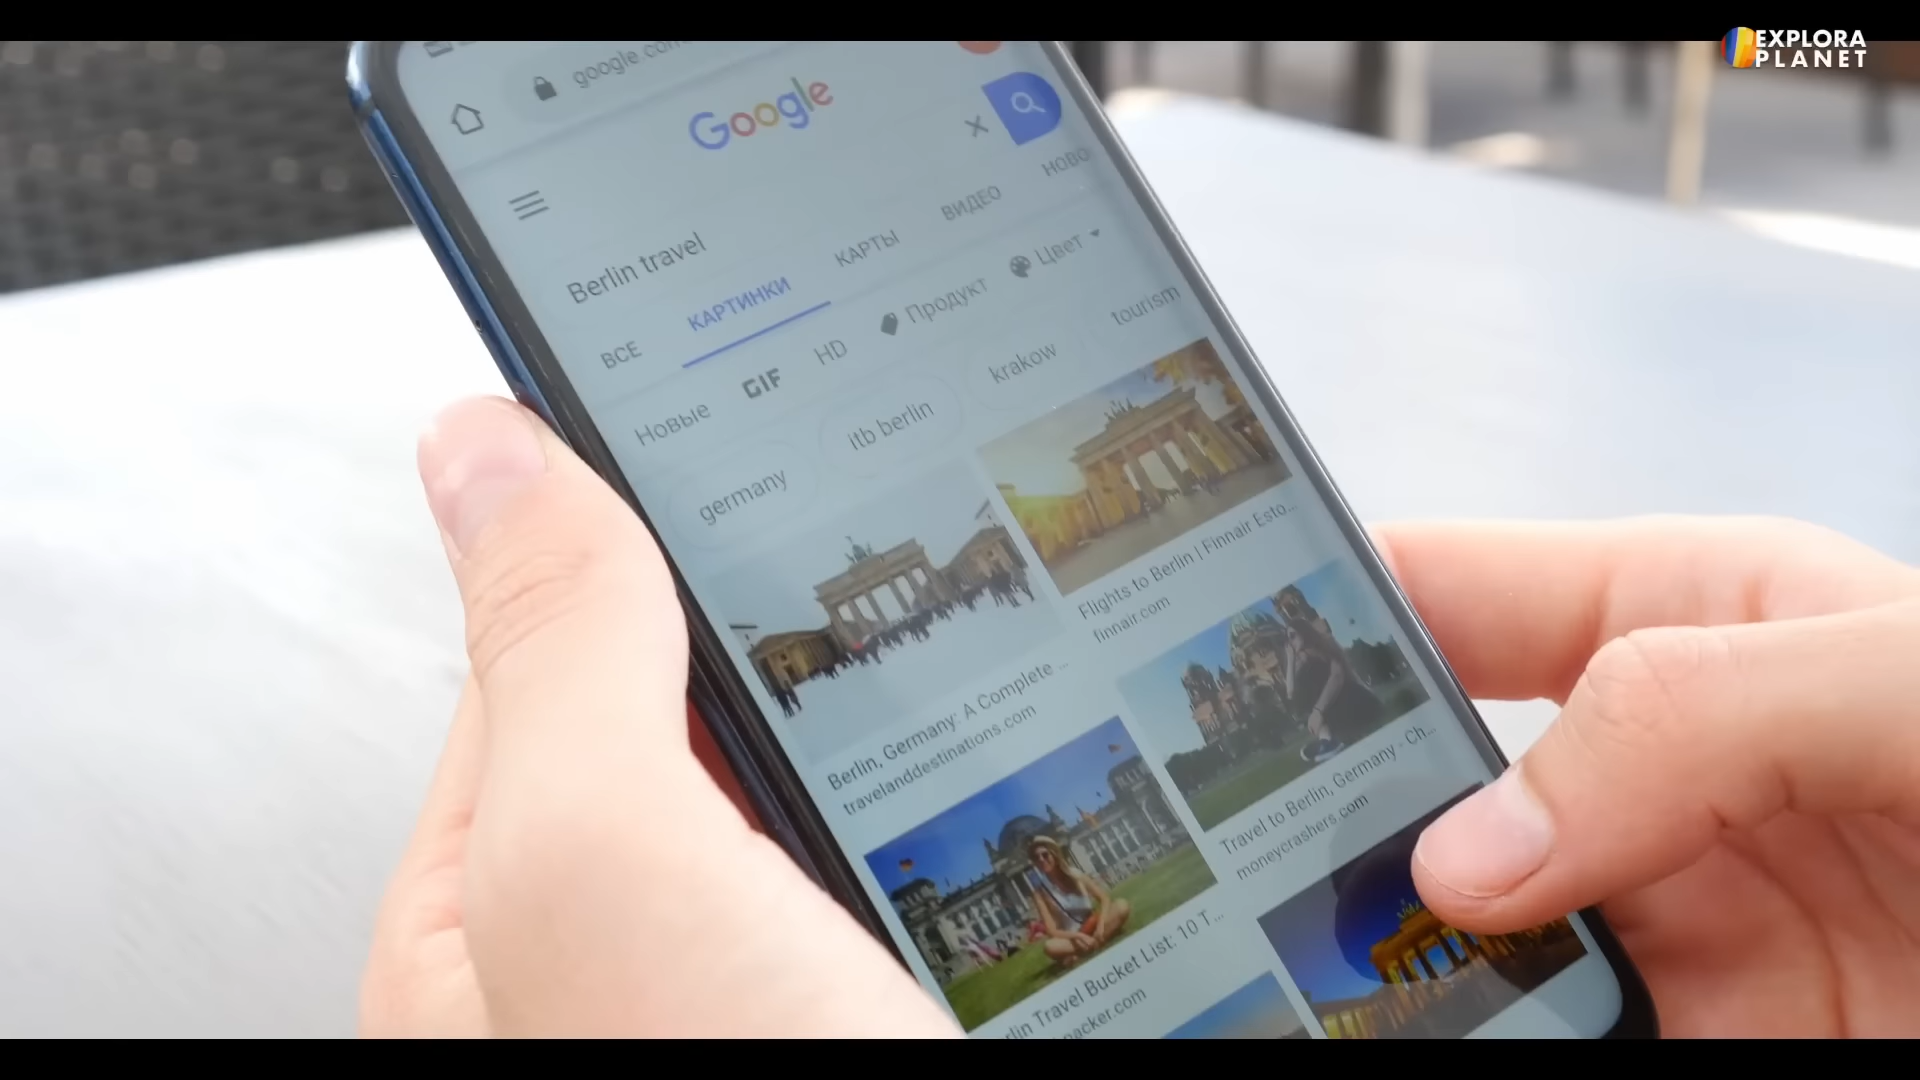 EXPLORA
PLANET
google.com
Google
Berlin travel
ВСЕ
КАРТИНКИ
КАРТЫ
ВИДЕО
НОВО
Новые
GIF
HD
Продукт
Цвет
germany
itb berlin
krakow
tourism
Berlin, Germany: A Complete ...
travelanddestinations.com
Flights to Berlin | Finnair Esto...
finnair.com
Travel to Berlin, Germany - Ch...
moneycrashers.com
rlin Travel Bucket List: 10 T...
packer.com